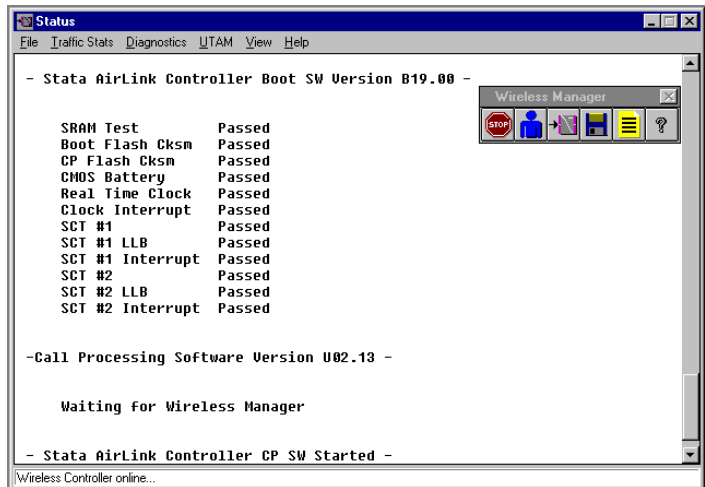 Status
File Traffic Stats Diagnostics UTAM View Help
- Stata AirLink Controller Boot SW Version B19.00 -
Wireless Manager
STOP ?
SRAM Test Passed
Boot Flash Cksm Passed
CP Flash Cksm Passed
CMOS Battery Passed
Real Time Clock Passed
Clock Interrupt Passed
SCT #1 Passed
SCT #1 LLB Passed
SCT #1 Interrupt Passed
SCT #2 Passed
SCT #2 LLB Passed
SCT #2 Interrupt Passed
-Call Processing Software Version U02.13 -
Waiting for Wireless Manager
- Stata AirLink Controller CP SW Started -
Wireless Controller online...